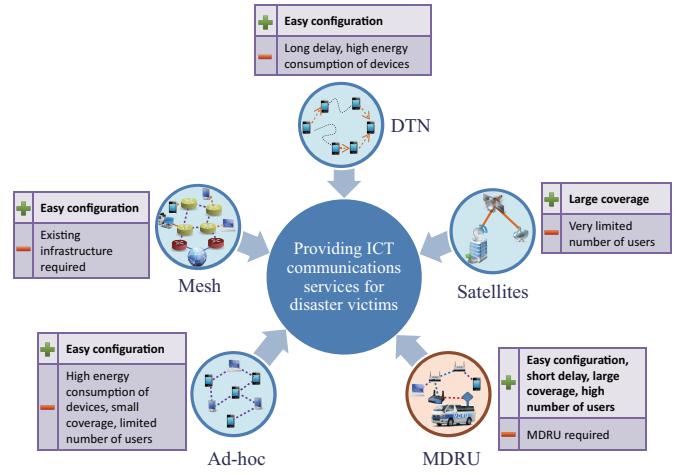 Easy configuration
Long delay, high energy
consumption of devices
DTN
Easy configuration
Existing
infrastructure
required
Mesh
Large coverage
Very limited
number of users
Satellites
Providing ICT
communications
services for
disaster victims
Easy configuration
High energy
consumption of
devices, small
coverage, limited
number of users
Ad-hoc
Easy configuration,
short delay, large
coverage, high
number of users
MDRU required
MDRU
MDRU